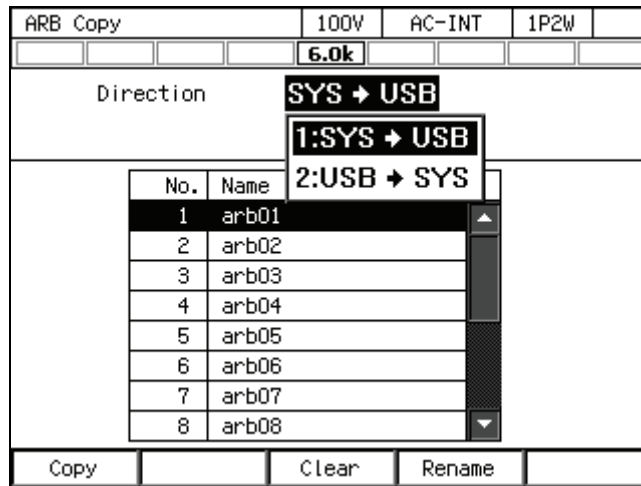 ARB Copy 100V AC-INT 1P2W
6.0k
Direction SYS → USB
1:SYS → USB
2:USB → SYS
No. Name
1 arb01
2 arb02
3 arb03
4 arb04
5 arb05
6 arb06
7 arb07
8 arb08
Copy Clear Rename